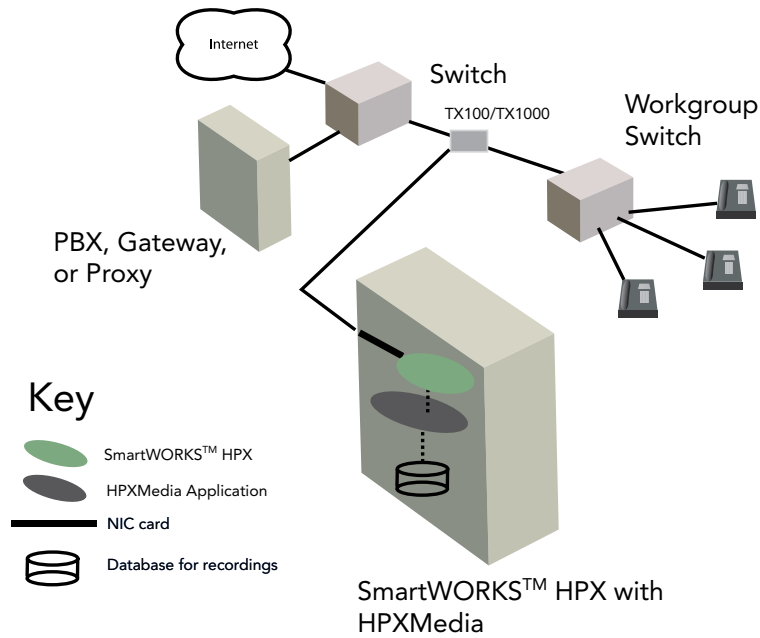 Internet
Switch
TX100/TX1000
Workgroup
Switch
PBX, Gateway,
or Proxy
Key
SmartWORKS™ HPX
HPXMedia Application
NIC card
Database for recordings
SmartWORKS™ HPX with
HPXMedia